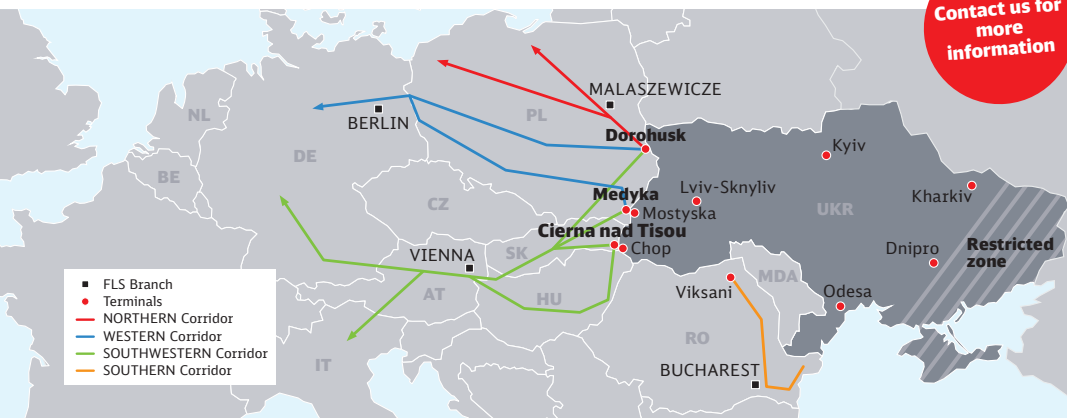 Contact us for
more
information
MALASZEWICZE
NL
BERLIN
PL
Dorohusk
DE
Kyiv
BE
Lviv-Sknyliv
Kharkiv
Medyka
CZ
Mostyska
UKR
Cierna nad Tisou
Chop
Dnipro
Restricted
zone
VIENNA
SK
MDA
AT
HU
Viksani
Odesa
FLS Branch
Terminals
NORTHERN Corridor
WESTERN Corridor
SOUTHWESTERN Corridor
SOUTHERN Corridor
IT
RO
BUCHAREST